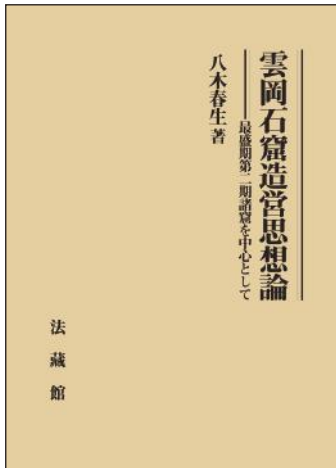 雲岡石窟造営思想論
──最盛期第二期諸窟を中心として
八木春生著
法藏館